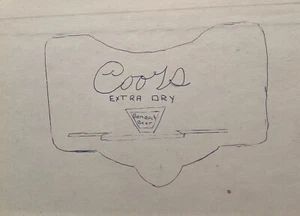 Coors
EXTRA DRY
Banquet
Beer